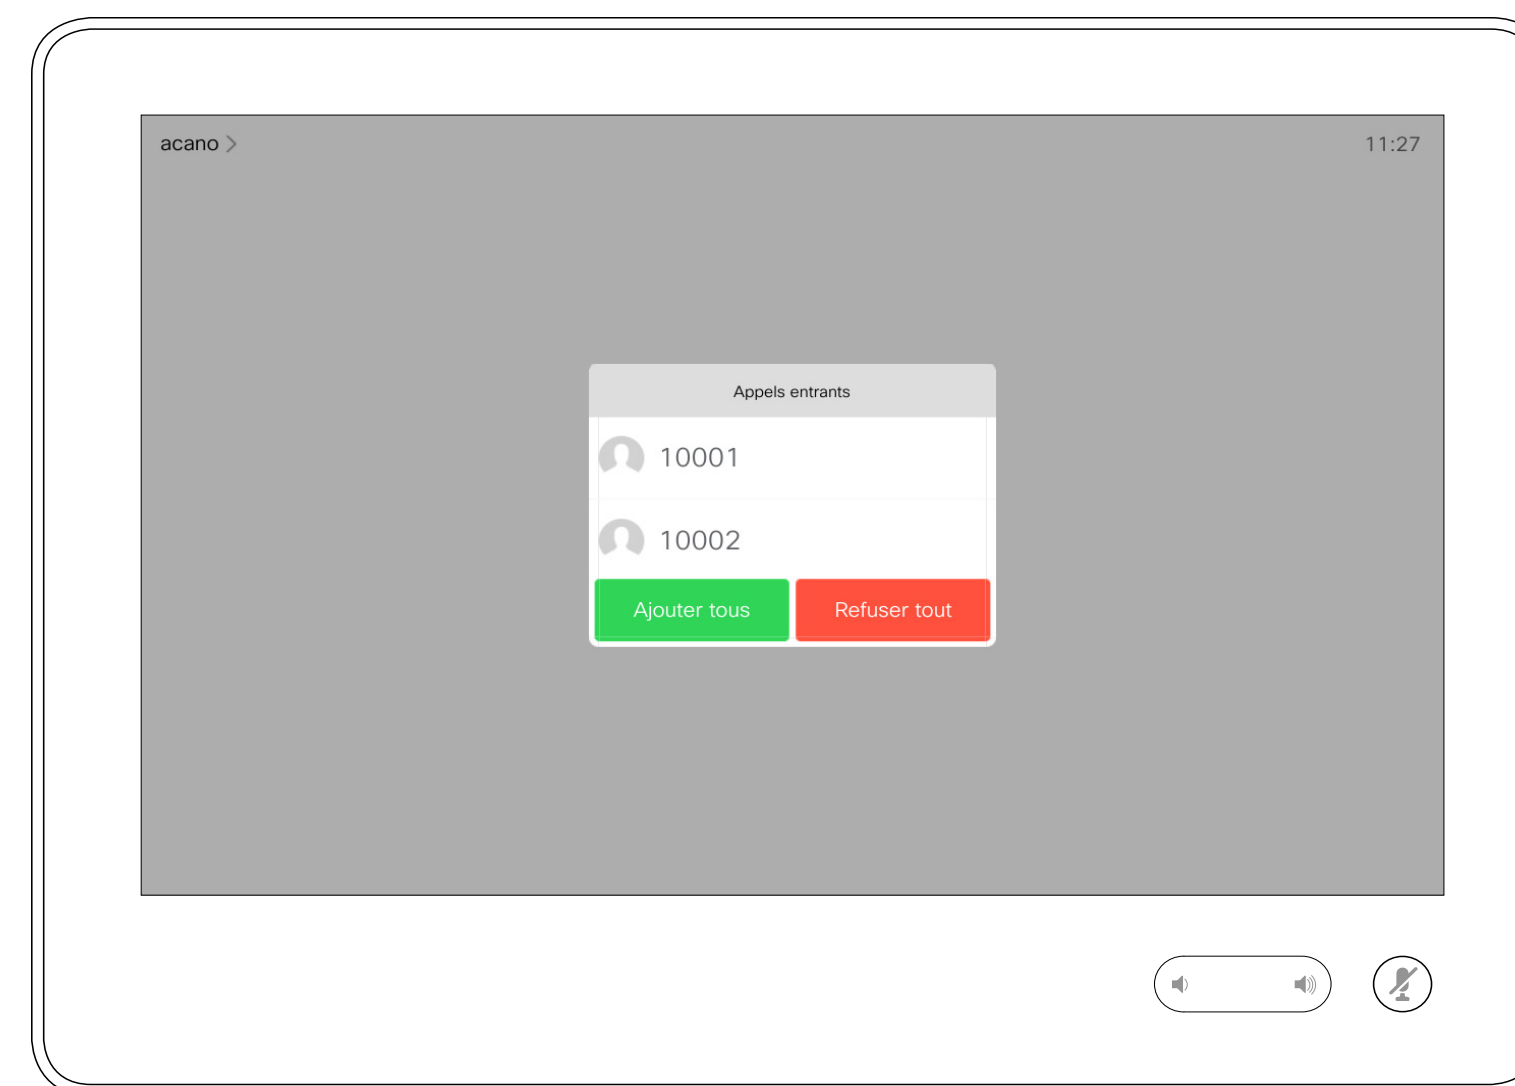 acano
11:27
Appels entrants
10001
10002
Ajouter tous
Refuser tout